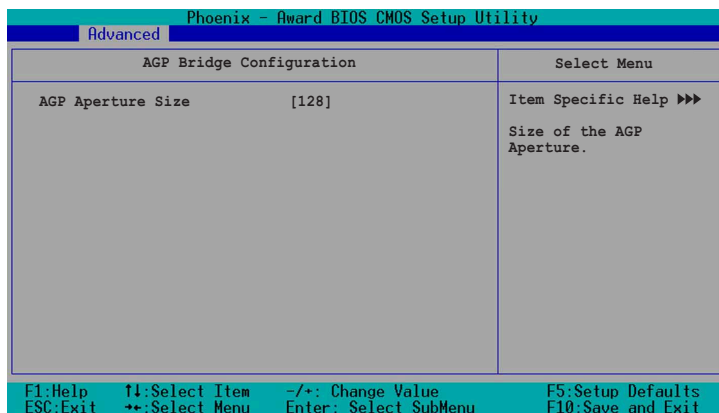 Phoenix - Award BIOS CMOS Setup Utility
Advanced
AGP Bridge Configuration
Select Menu
AGP Aperture Size [128]
Item Specific Help ▶▶▶
Size of the AGP
Aperture.
F1:Help ↑↓:Select Item -/+: Change Value F5:Setup Defaults
ESC:Exit →←:Select Menu Enter: Select SubMenu F10:Save and Exit